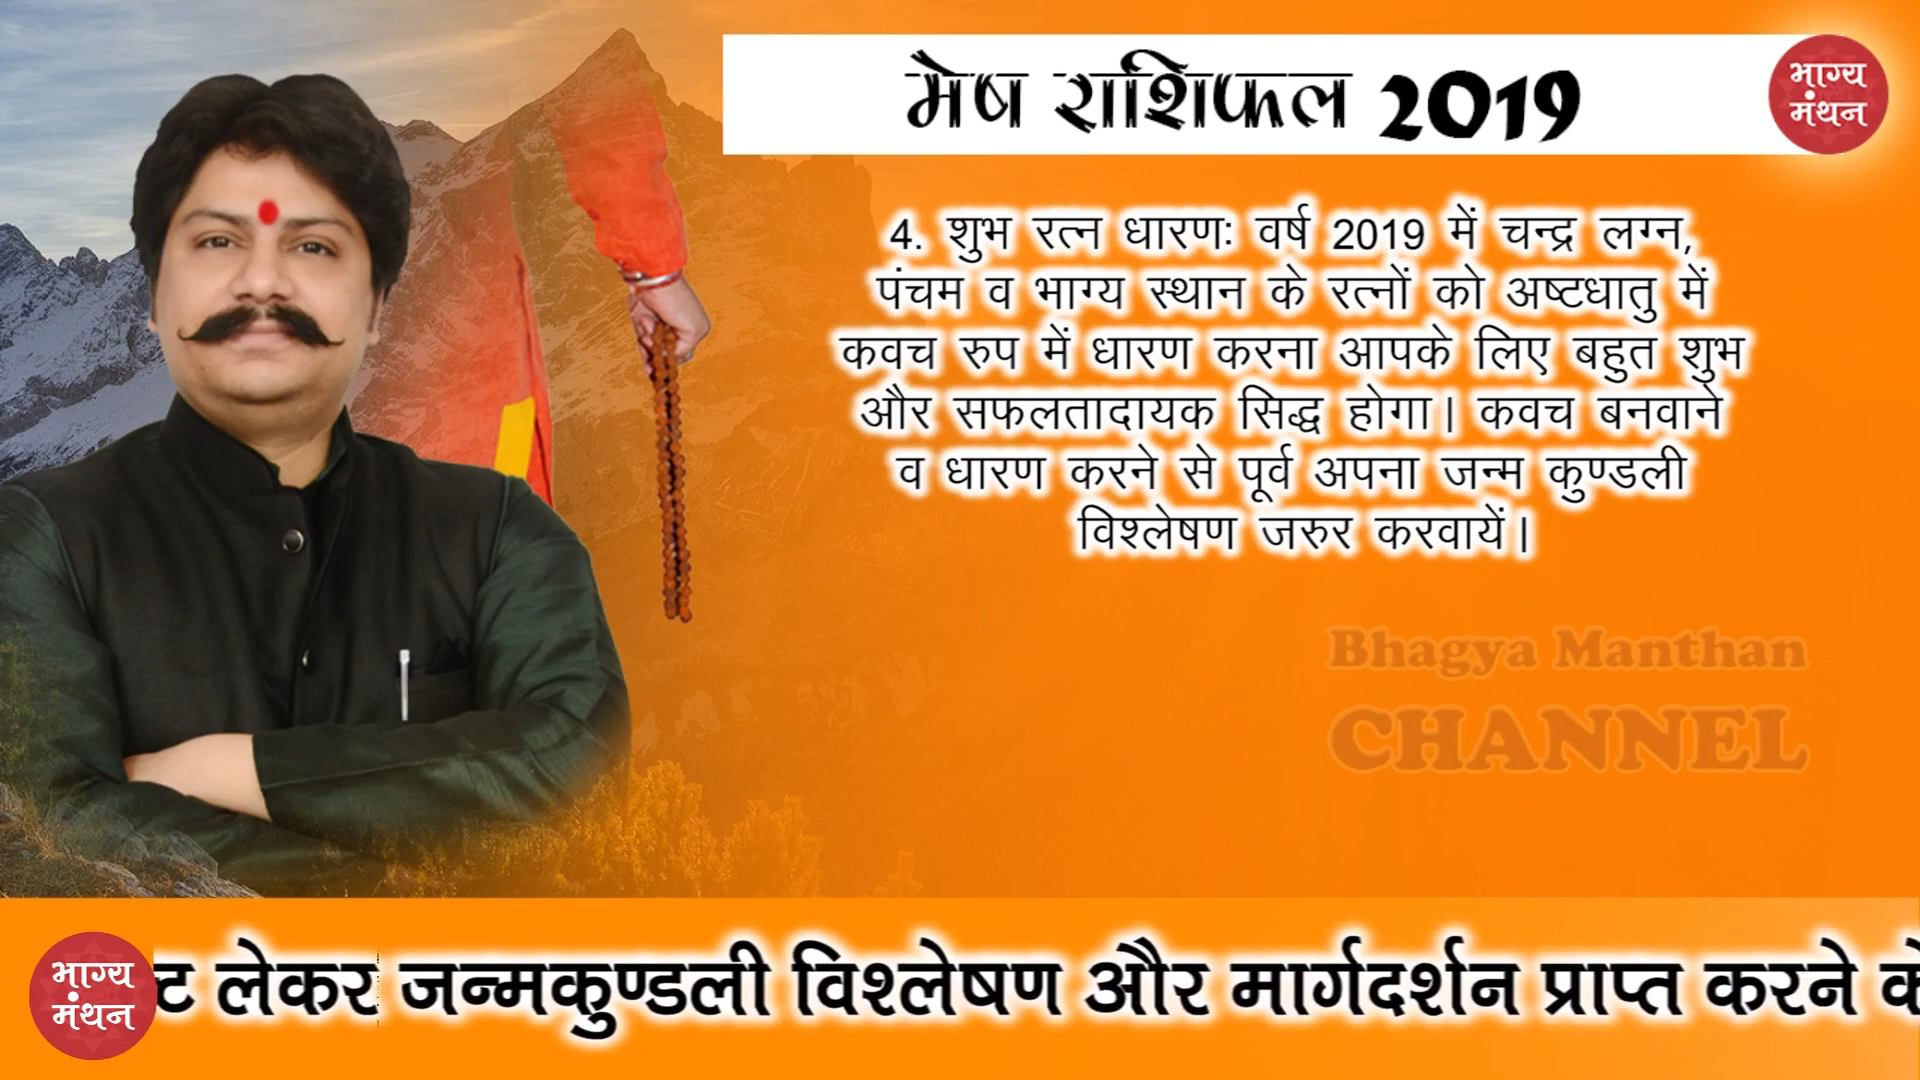 मेष राशिफल 2019
भाग्य
मंथन
4. शुभ रत्न धारणः वर्ष 2019 में चन्द्र लग्न,
पंचम व भाग्य स्थान के रत्नों को अष्टधातु में
कवच रुप में धारण करना आपके लिए बहुत शुभ
और सफलतादायक सिद्ध होगा। कवच बनवाने
व धारण करने से पूर्व अपना जन्म कुण्डली
विश्लेषण जरुर करवायें।
Bhagya Manthan
CHANNEL
भाग्य
मंथन
लेकर जन्मकुण्डली विश्लेषण और मार्गदर्शन प्राप्त करने